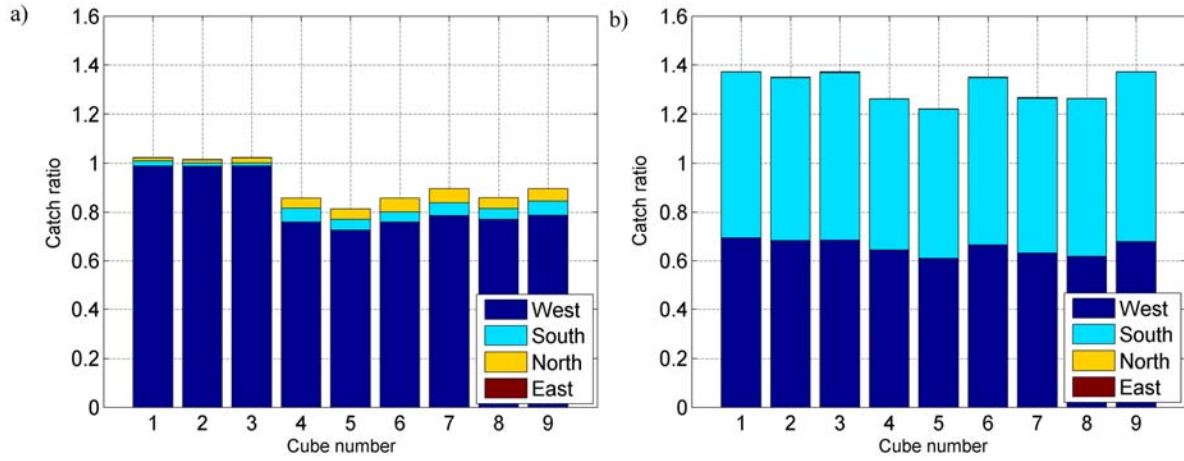 a)
1.6
1.4
1.2
1
0.8
0.6
0.4
0.2
0
Catch ratio
1 2 3 4 5 6 7 8 9
Cube number
West
South
North
East
b)
1.6
1.4
1.2
1
0.8
0.6
0.4
0.2
0
Catch ratio
1 2 3 4 5 6 7 8 9
Cube number
West
South
North
East